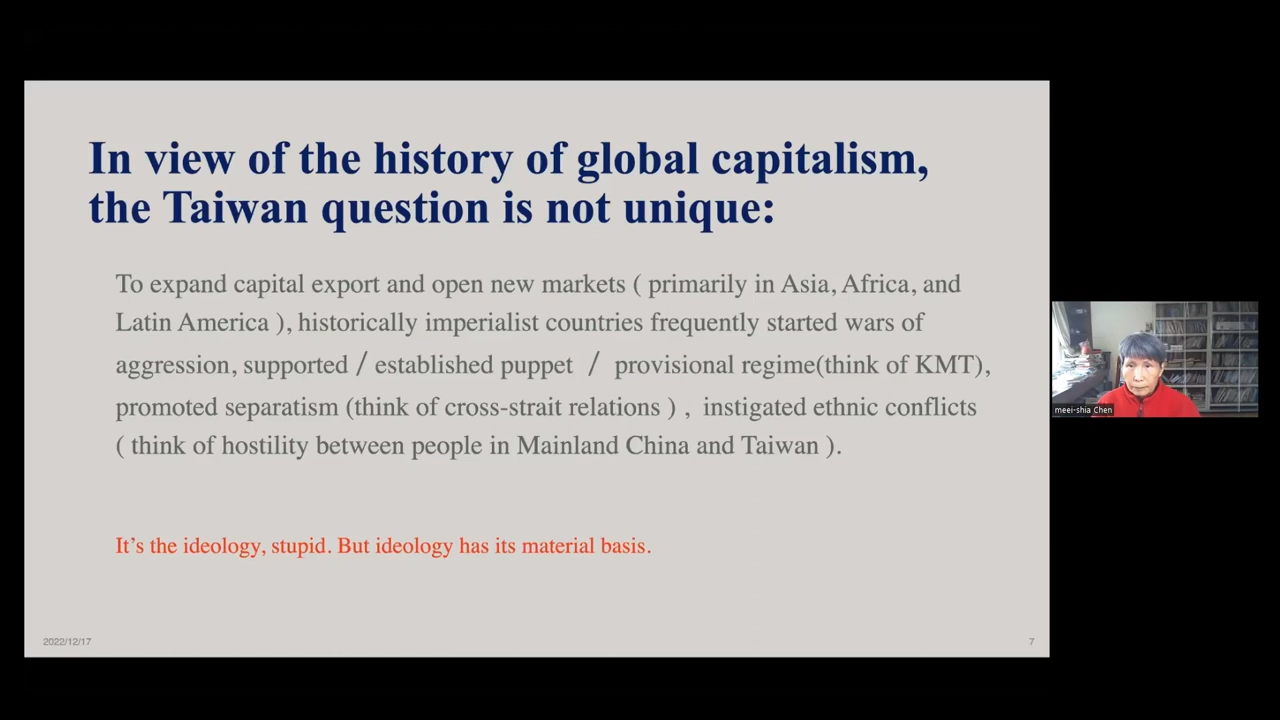 In view of the history of global capitalism,
the Taiwan question is not unique:
To expand capital export and open new markets ( primarily in Asia, Africa, and
Latin America ), historically imperialist countries frequently started wars of
aggression, supported / established puppet / provisional regime(think of KMT),
promoted separatism (think of cross-strait relations ) , instigated ethnic conflicts
( think of hostility between people in Mainland China and Taiwan ).
It’s the ideology, stupid. But ideology has its material basis.
2022/12/17
7
meei-shia Chen